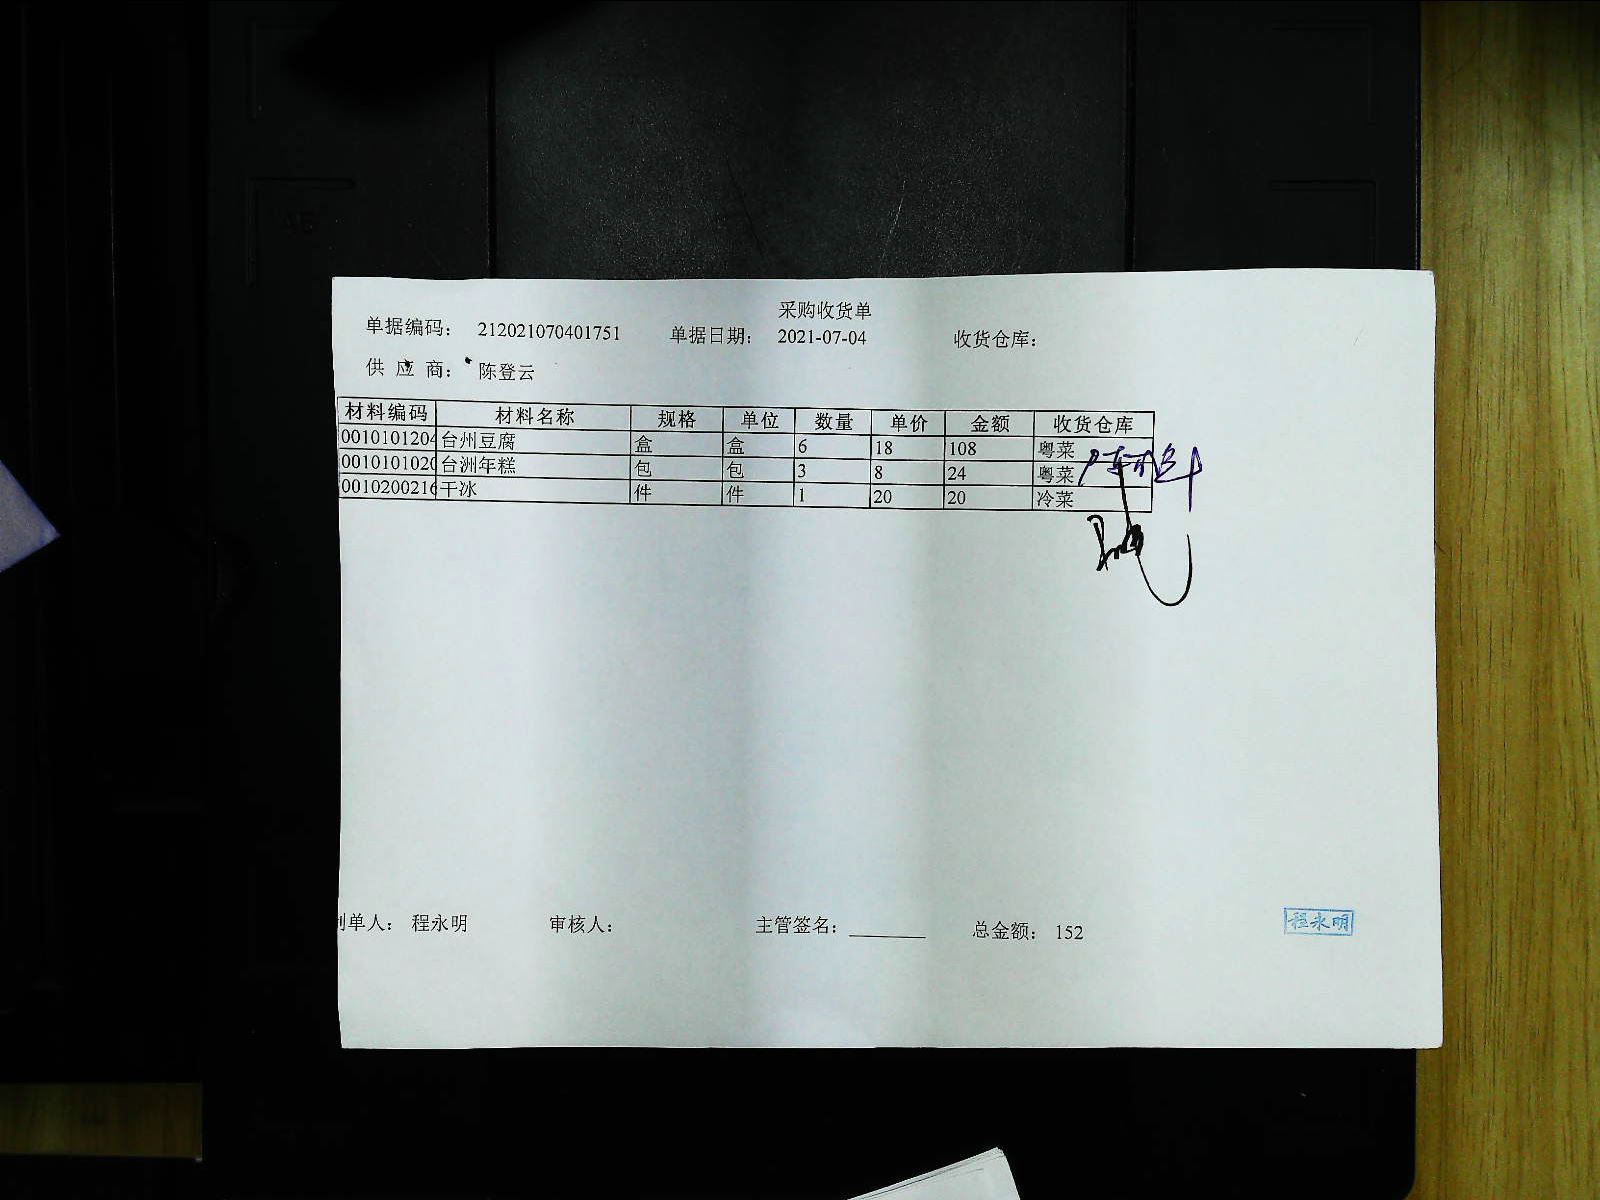 采购收货单
单据编码: 212021070401751 单据日期: 2021-07-04 收货仓库:
供 应 商: 陈登云
材料编码 材料名称 规格 单位 数量 单价 金额 收货仓库
0010101204 台州豆腐 盒 盒 6 18 108 粤菜
0010101020 台洲年糕 包 包 3 8 24 粤菜
0010200216 干冰 件 件 1 20 20 冷菜
制单人: 程永明 审核人: 主管签名: 总金额: 152
程永明